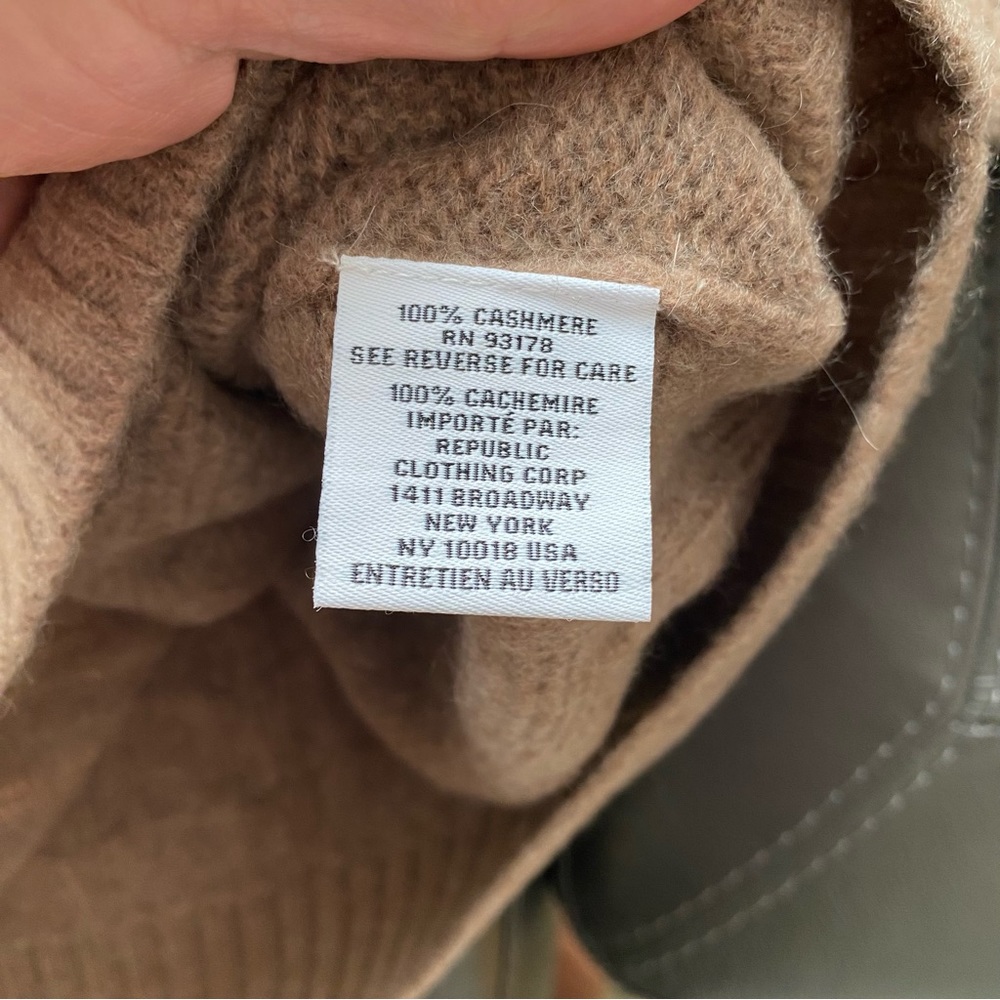 100% CASHMERE
RN 93178
SEE REVERSE FOR CARE
100% CACHEMIRE
IMPORTÉ PAR:
REPUBLIC
CLOTHING CORP
1411 BROADWAY
NEW YORK
NY 10018 USA
ENTRETIEN AU VERSO